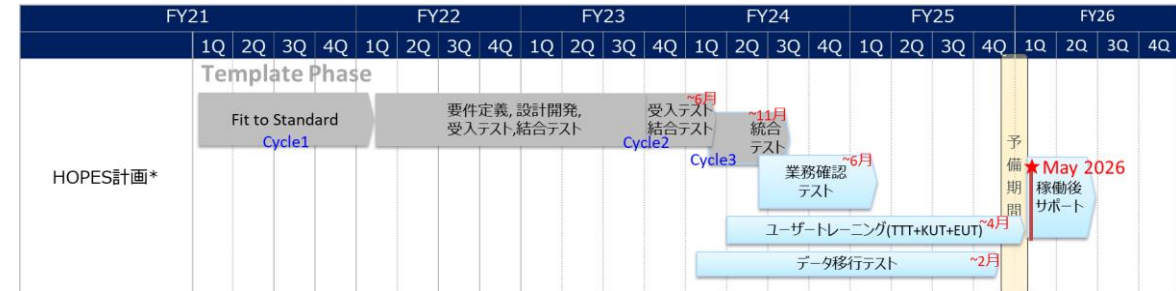 FY21 FY22 FY23 FY24 FY25 FY26
1Q 2Q 3Q 4Q 1Q 2Q 3Q 4Q 1Q 2Q 3Q 4Q 1Q 2Q 3Q 4Q 1Q 2Q 3Q 4Q 1Q 2Q 3Q 4Q
Template Phase
HOPES計画*
Fit to Standard
Cycle1
要件定義, 設計開発,
受入テスト,結合テスト
Cycle2
~6月
受入テスト
結合テスト
Cycle3
~11月
統合
テスト
~6月
業務確認
テスト
ユーザートレーニング(TTT+KUT+EUT) ~4月
データ移行テスト ~2月
予備期間
★May 2026
稼働後
サポート